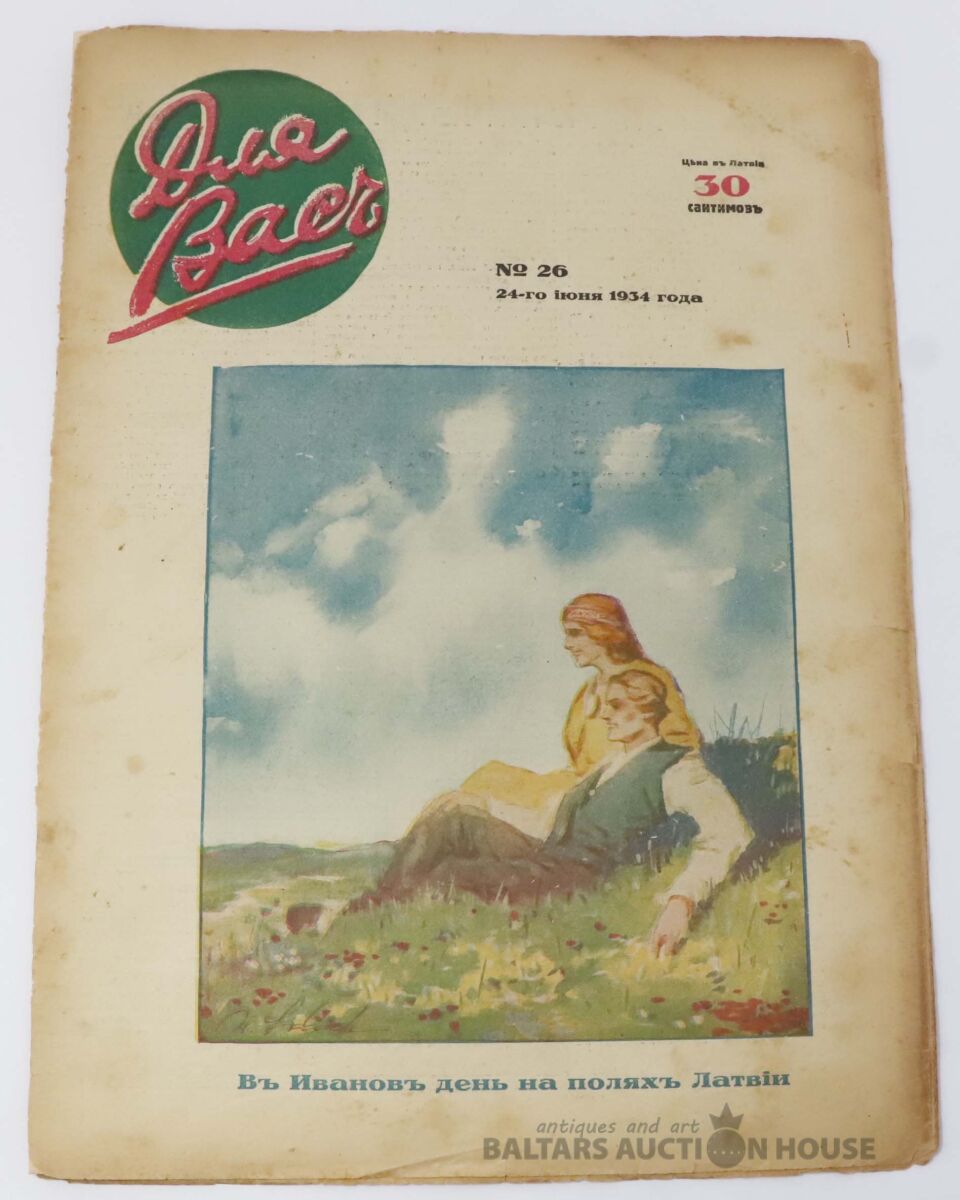 Для
Васъ
Цѣна въ Латвіи
30
сантимовъ
№ 26
24-го іюня 1934 года
Въ Ивановъ день на поляхъ Латвіи
antiques and art
BALTARS AUCTION HOUSE